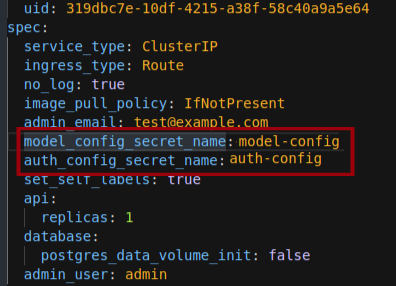 uid: 319dbc7e-10df-4215-a38f-58c40a9a5e64
spec:
service_type: ClusterIP
ingress_type: Route
no_log: true
image_pull_policy: IfNotPresent
admin_email: test@example.com
model_config_secret_name: model-config
auth_config_secret_name: auth-config
set_self_labels: true
api:
replicas: 1
database:
postgres_data_volume_init: false
admin_user: admin